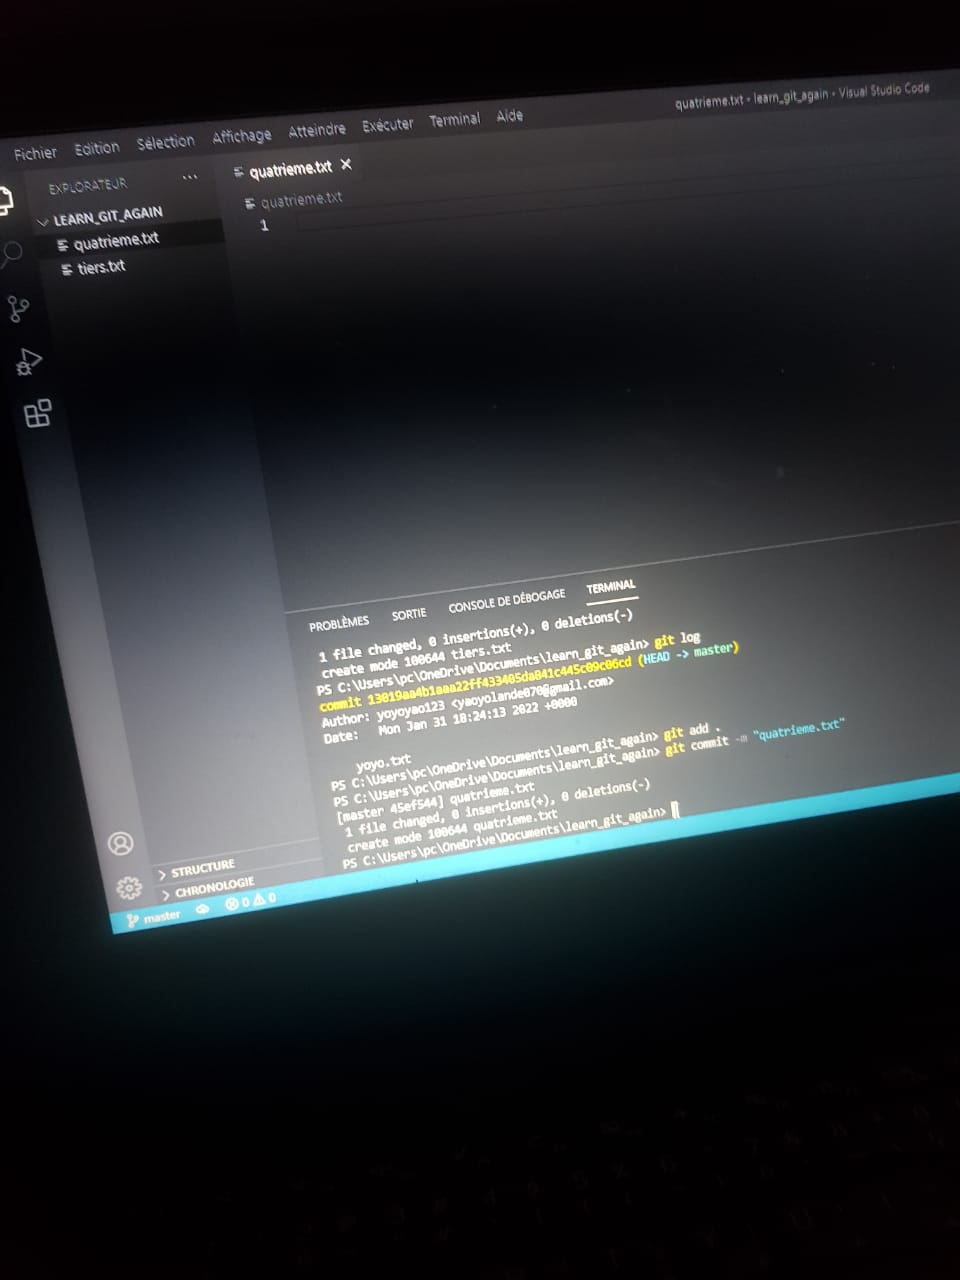 quatrieme.txt - learn_git_again - Visual Studio Code
Fichier Edition Sélection Affichage Atteindre Exécuter Terminal Aide
EXPLORATEUR ...
quatrieme.txt
LEARN_GIT_AGAIN
quatrieme.txt
tiers.txt
quatrieme.txt
1
PROBLÈMES SORTIE CONSOLE DE DÉBOGAGE TERMINAL
1 file changed, 0 insertions(+), 0 deletions(-)
create mode 100644 tiers.txt
PS C:\Users\pc\OneDrive\Documents\learn_git_again> git log
commit 13019aa4b1aaa22ff433405da841c445c09c06cd (HEAD -> master)
Author: yoyoyao123 <yaoyolande070@gmail.com>
Date: Mon Jan 31 18:24:13 2022 +0000
yoyo.txt
PS C:\Users\pc\OneDrive\Documents\learn_git_again> git add .
PS C:\Users\pc\OneDrive\Documents\learn_git_again> git commit -m "quatrieme.txt"
[master 45ef544] quatrieme.txt
1 file changed, 0 insertions(+), 0 deletions(-)
create mode 100644 quatrieme.txt
PS C:\Users\pc\OneDrive\Documents\learn_git_again>
STRUCTURE
CHRONOLOGIE
master 0 0